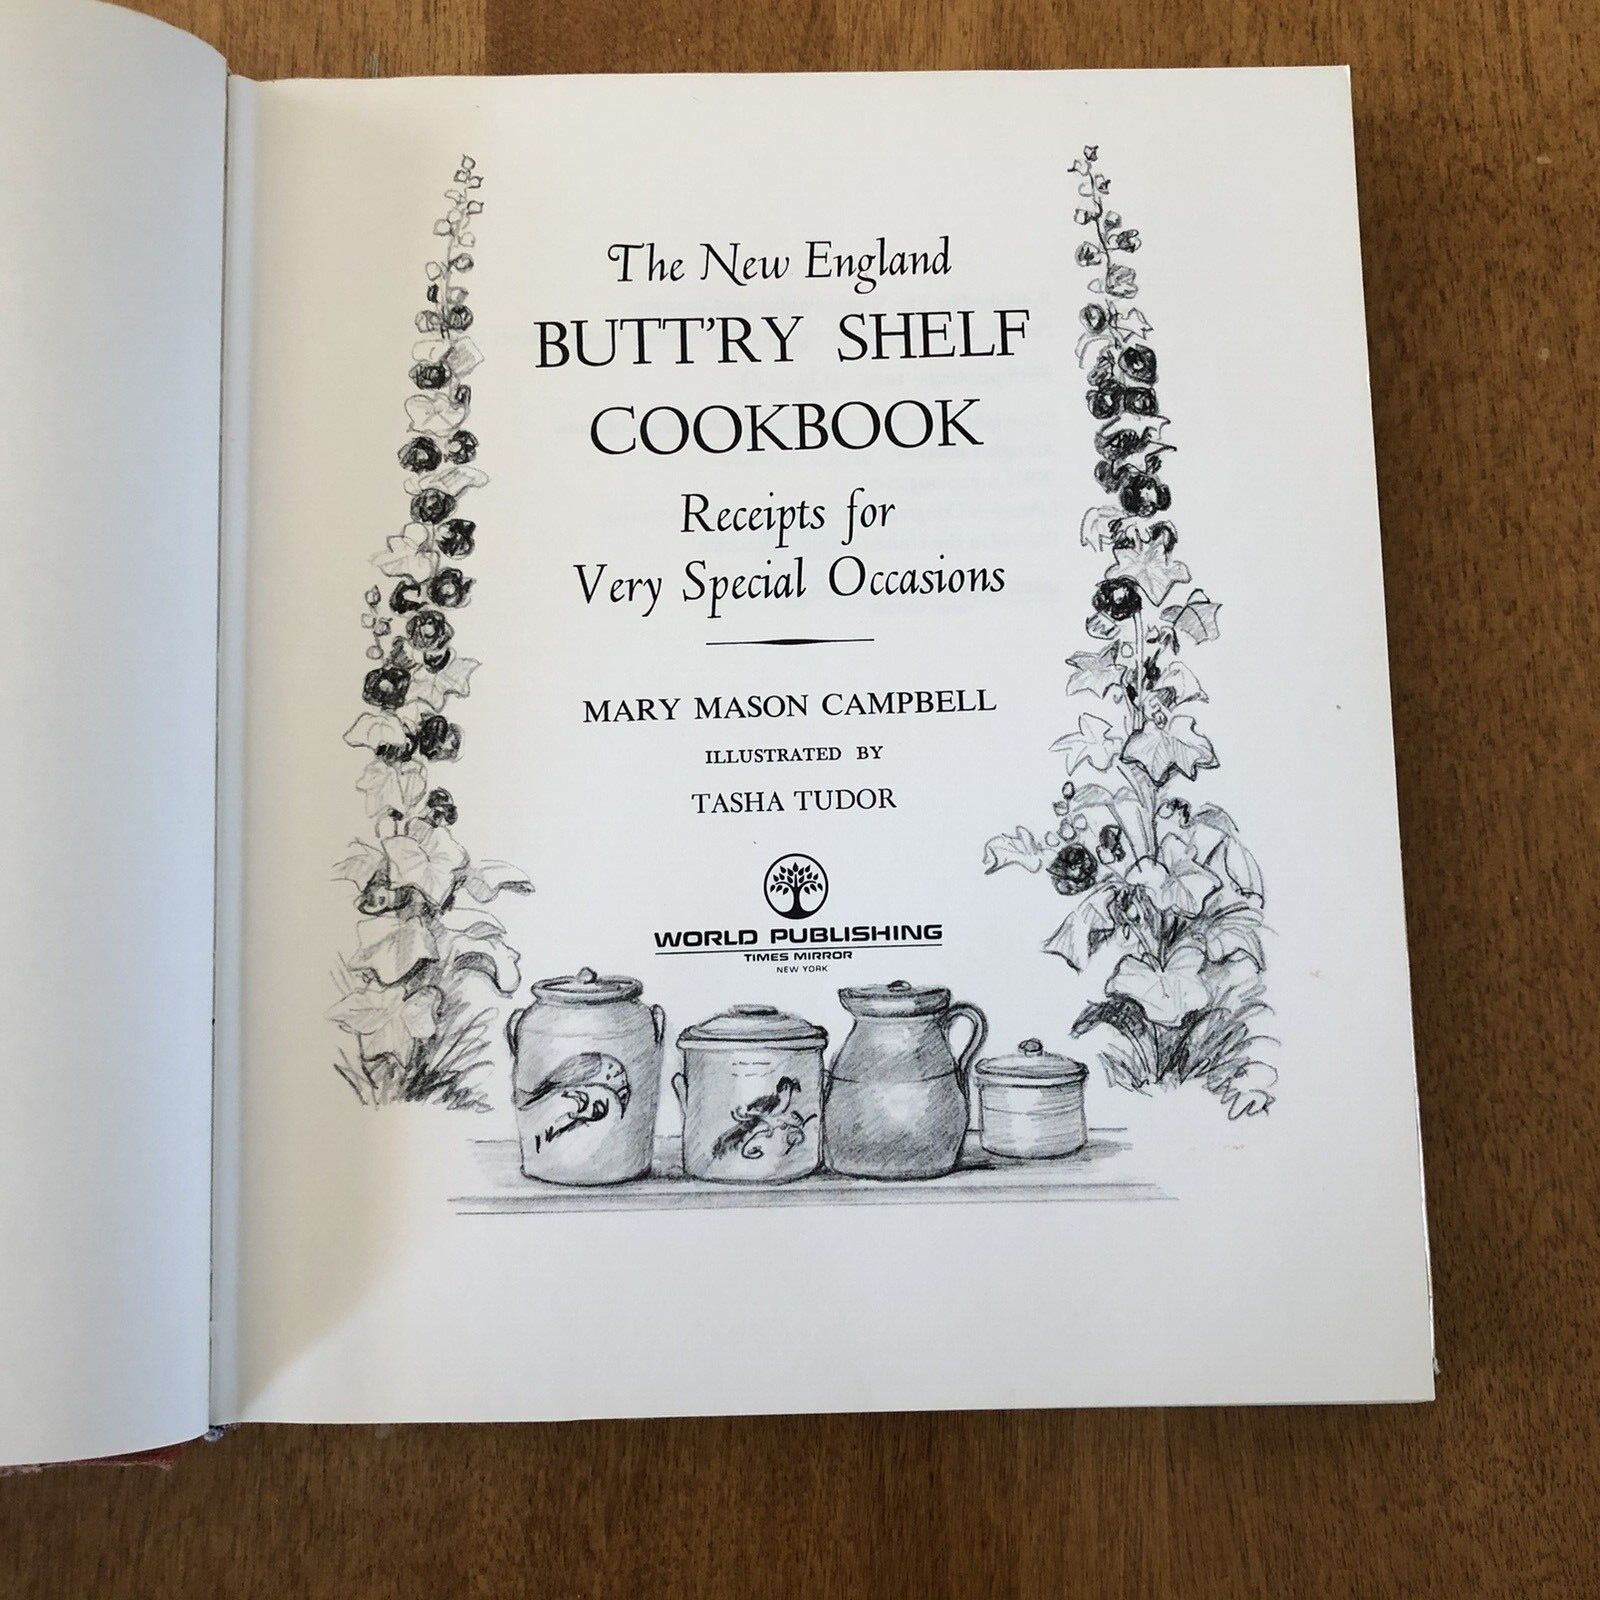 The New England
BUTT'RY SHELF
COOKBOOK
Receipts for
Very Special Occasions
MARY MASON CAMPBELL
ILLUSTRATED BY
TASHA TUDOR
WORLD PUBLISHING
TIMES MIRROR
NEW YORK